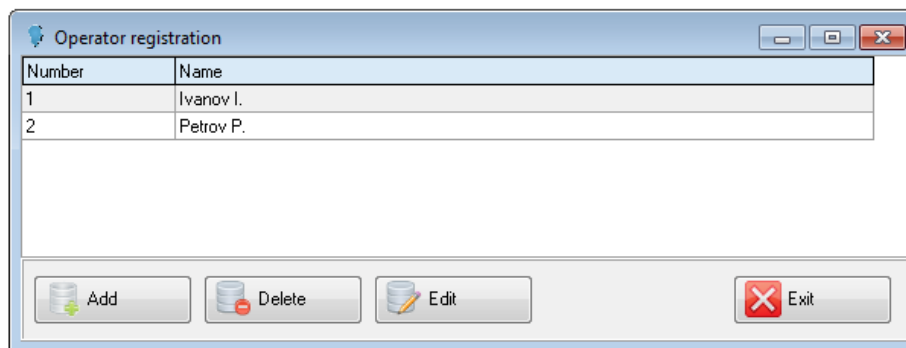 Operator registration
Number Name
1 Ivanov I.
2 Petrov P.
Add Delete Edit Exit